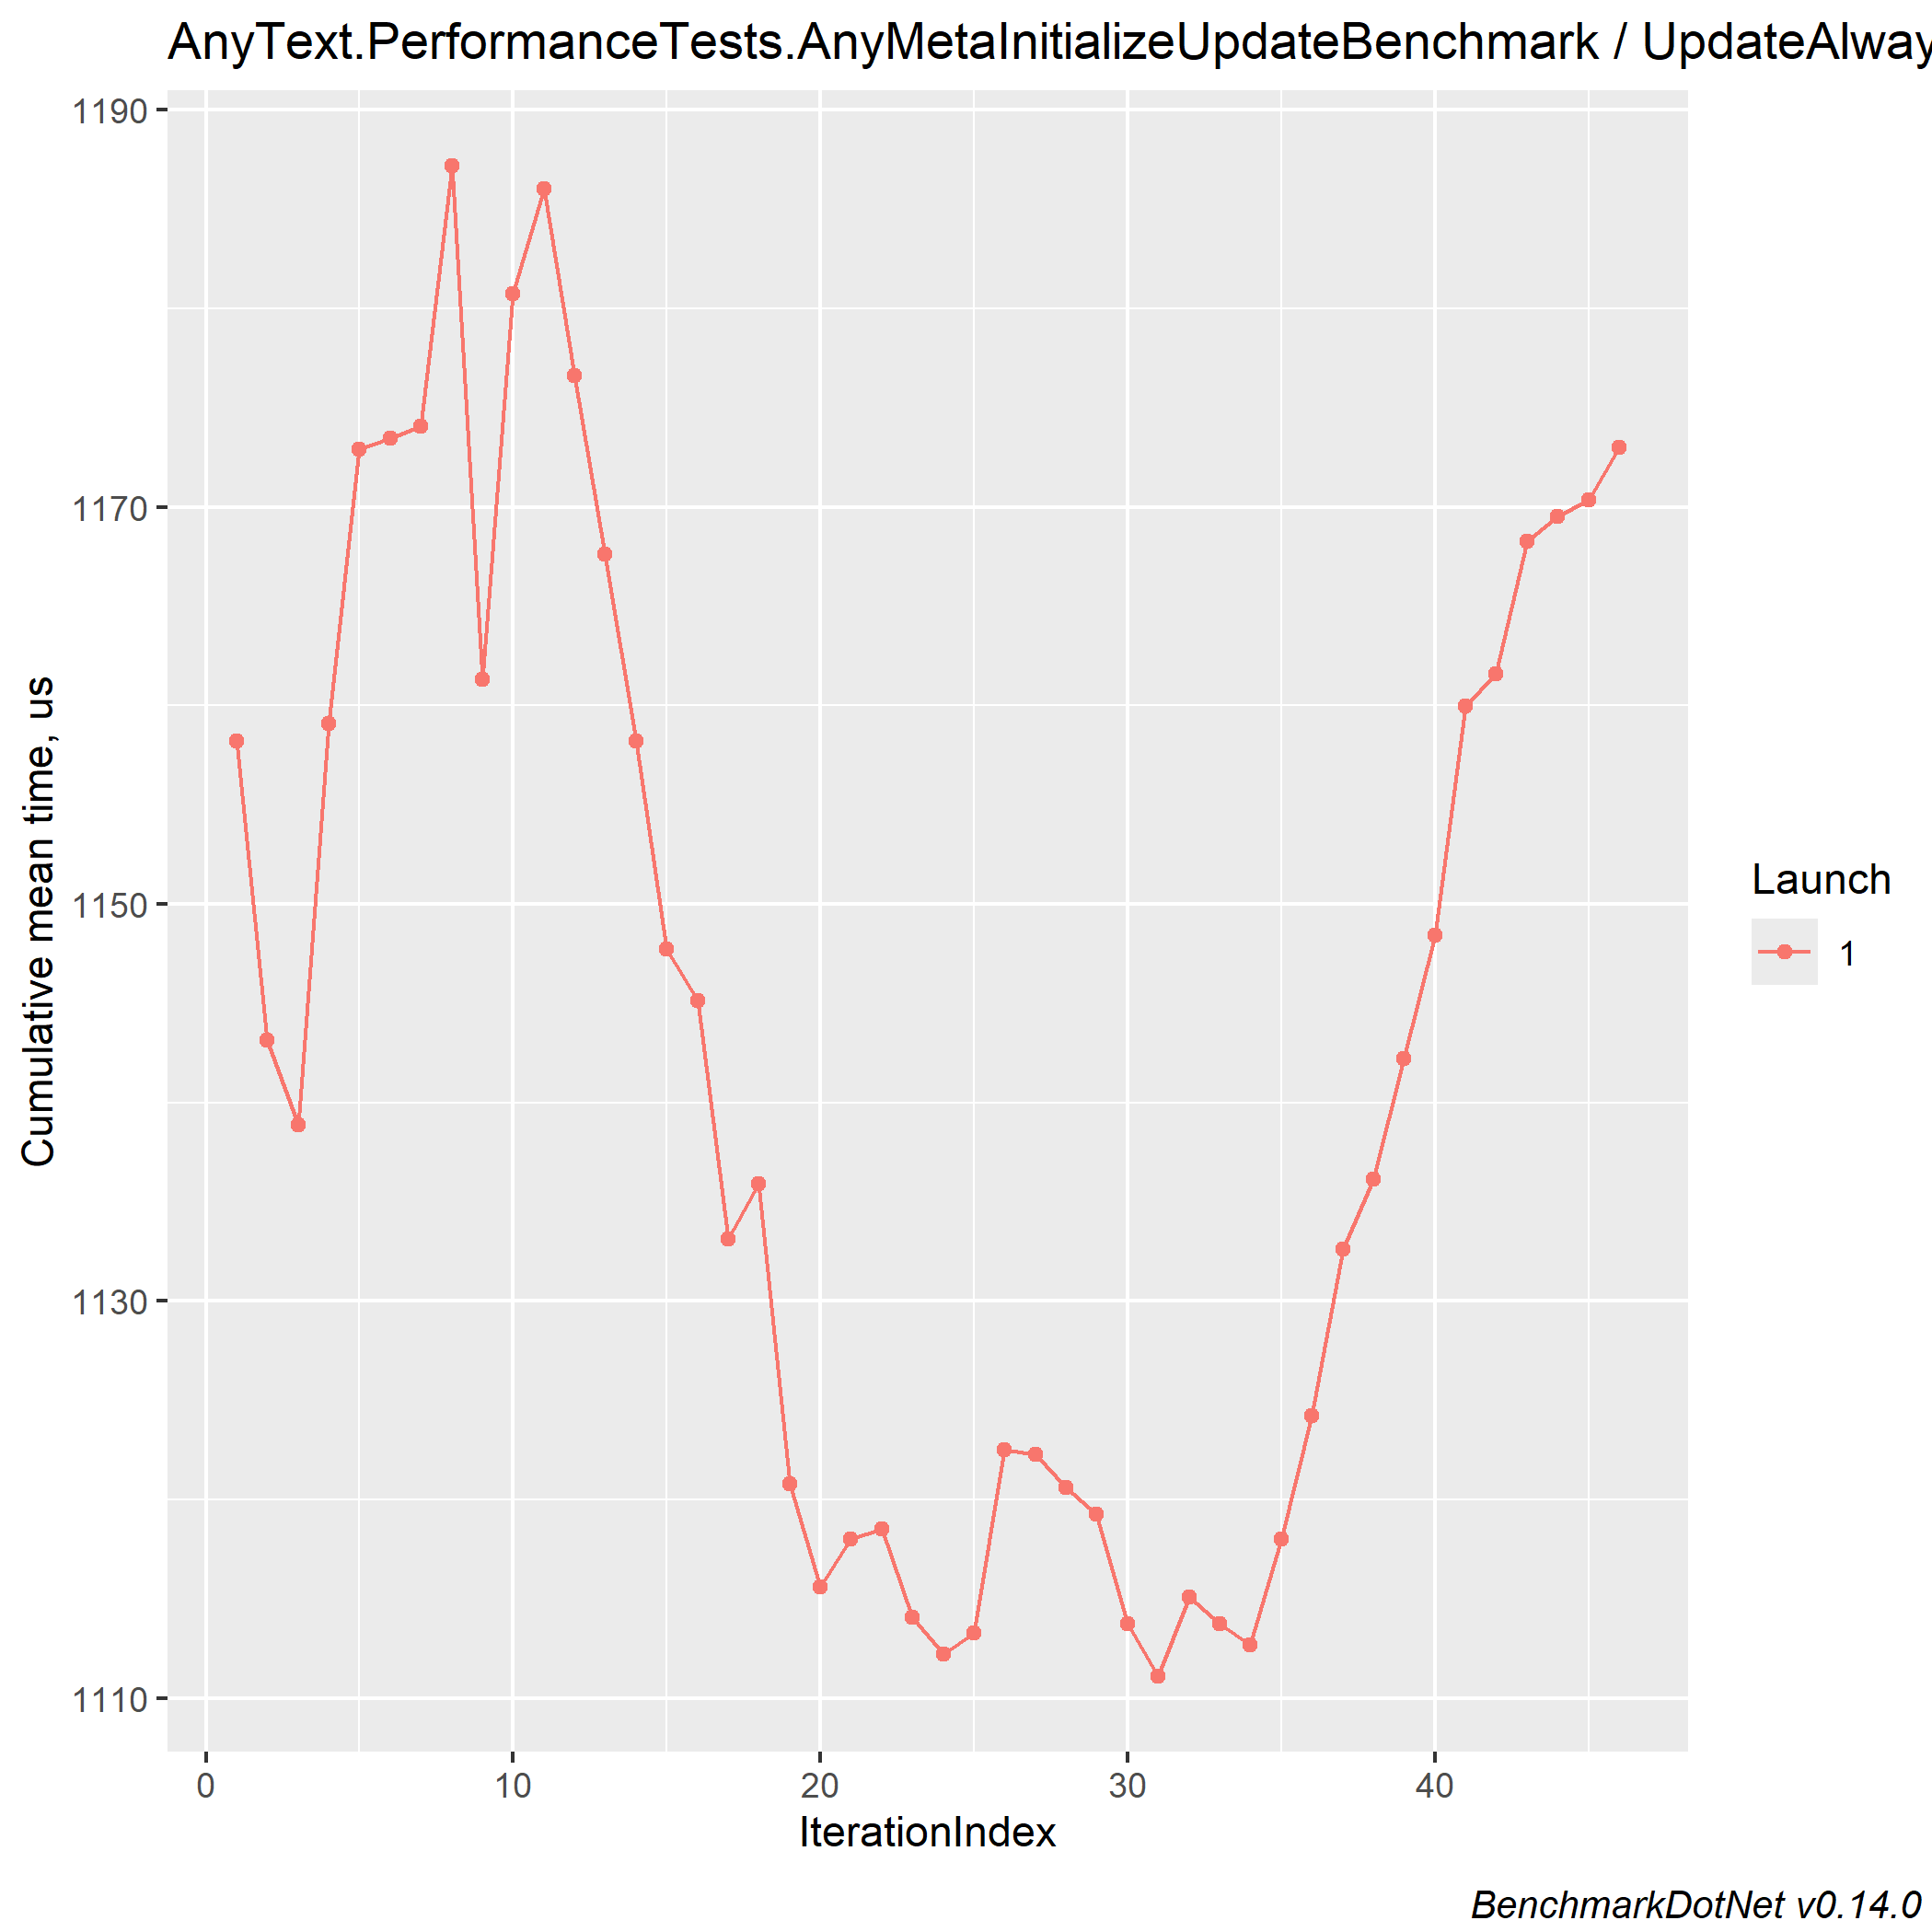 AnyText.PerformanceTests.AnyMetaInitializeUpdateBenchmark / UpdateAlway
1190
1170
1150
1130
1110
Cumulative mean time, us
0 10 20 30 40
IterationIndex
Launch
1
BenchmarkDotNet v0.14.0